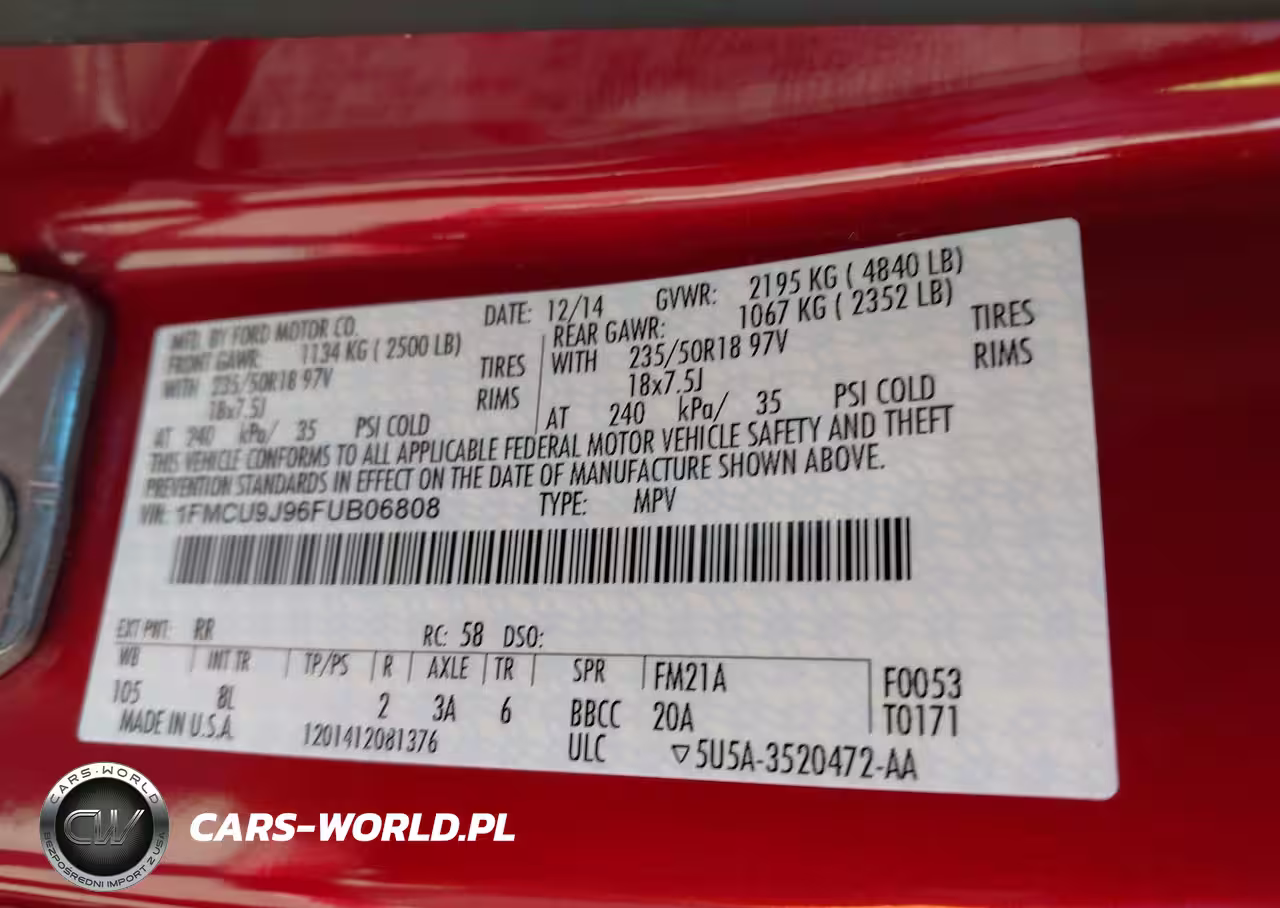 MFD. BY FORD MOTOR CO. DATE: 12/14 GVWR: 2195 KG ( 4840 LB)
FRONT GAWR: 1134 KG ( 2500 LB) REAR GAWR: 1067 KG ( 2352 LB)
WITH 235/50R18 97V TIRES WITH 235/50R18 97V TIRES
18x7.5J RIMS 18x7.5J RIMS
AT 240 kPa/ 35 PSI COLD AT 240 kPa/ 35 PSI COLD
THIS VEHICLE CONFORMS TO ALL APPLICABLE FEDERAL MOTOR VEHICLE SAFETY AND THEFT
PREVENTION STANDARDS IN EFFECT ON THE DATE OF MANUFACTURE SHOWN ABOVE.
VIN: 1FMCU9J96FUB06808 TYPE: MPV
EXT PNT: RR RC: 58 DSO:
WB INT TR TP/PS R AXLE TR SPR FM21A F0053
105 8L 2 3A 6 BBCC 20A T0171
MADE IN U.S.A. 1201412081376 ULC ▽5U5A-3520472-AA
CARS-WORLD
CW
BEZPOŚREDNI IMPORT Z USA
CARS-WORLD.PL